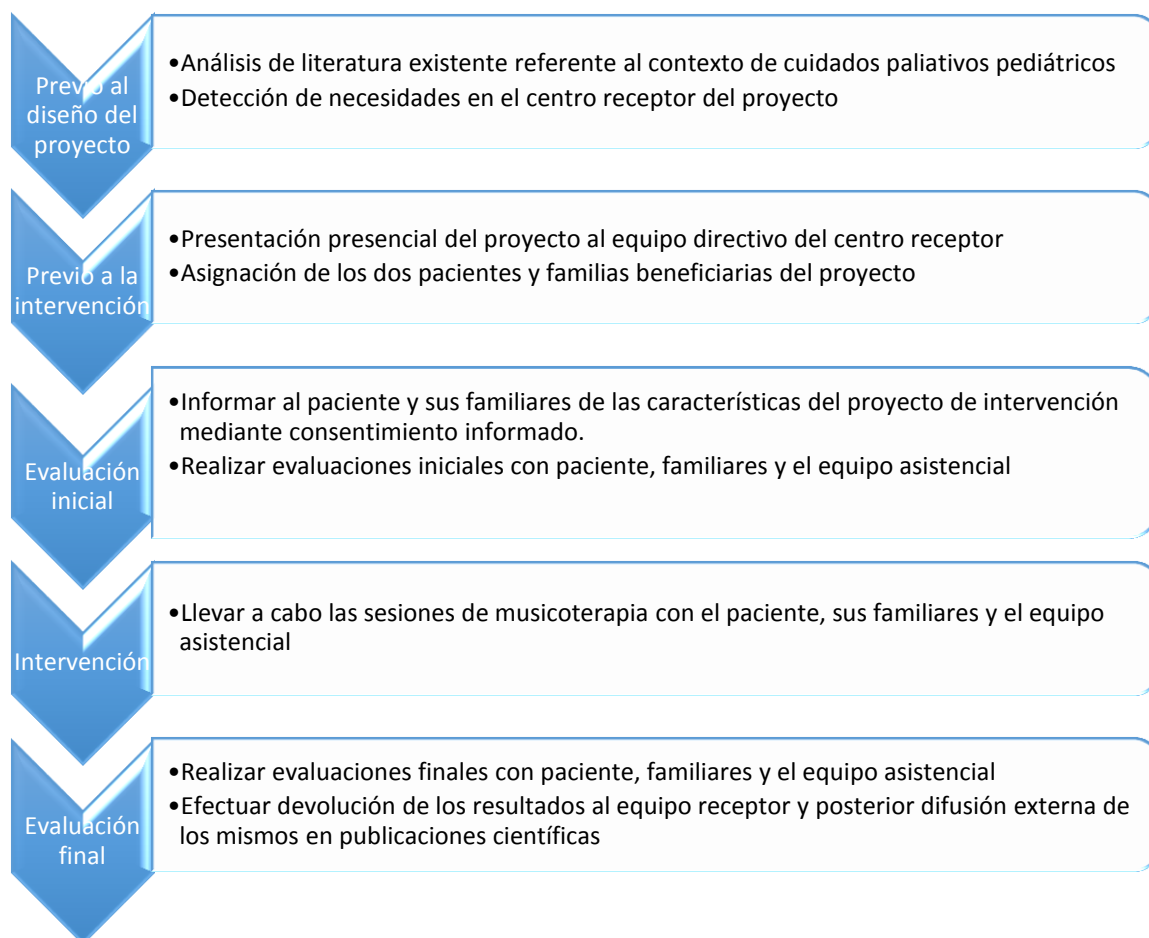 Previo al
diseño del
proyecto
•Análisis de literatura existente referente al contexto de cuidados paliativos pediátricos
•Detección de necesidades en el centro receptor del proyecto
Previo a la
intervención
•Presentación presencial del proyecto al equipo directivo del centro receptor
•Asignación de los dos pacientes y familias beneficiarias del proyecto
Evaluación
inicial
•Informar al paciente y sus familiares de las características del proyecto de intervención
mediante consentimiento informado.
•Realizar evaluaciones iniciales con paciente, familiares y el equipo asistencial
Intervención
•Llevar a cabo las sesiones de musicoterapia con el paciente, sus familiares y el equipo
asistencial
Evaluación
final
•Realizar evaluaciones finales con paciente, familiares y el equipo asistencial
•Efectuar devolución de los resultados al equipo receptor y posterior difusión externa de
los mismos en publicaciones científicas